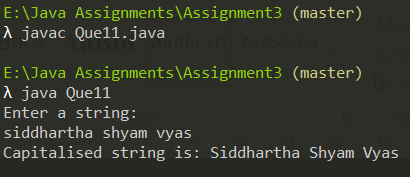 E:\Java Assignments\Assignment3 (master)
λ javac Que11.java
E:\Java Assignments\Assignment3 (master)
λ java Que11
Enter a string:
siddhartha shyam vyas
Capitalised string is: Siddhartha Shyam Vyas